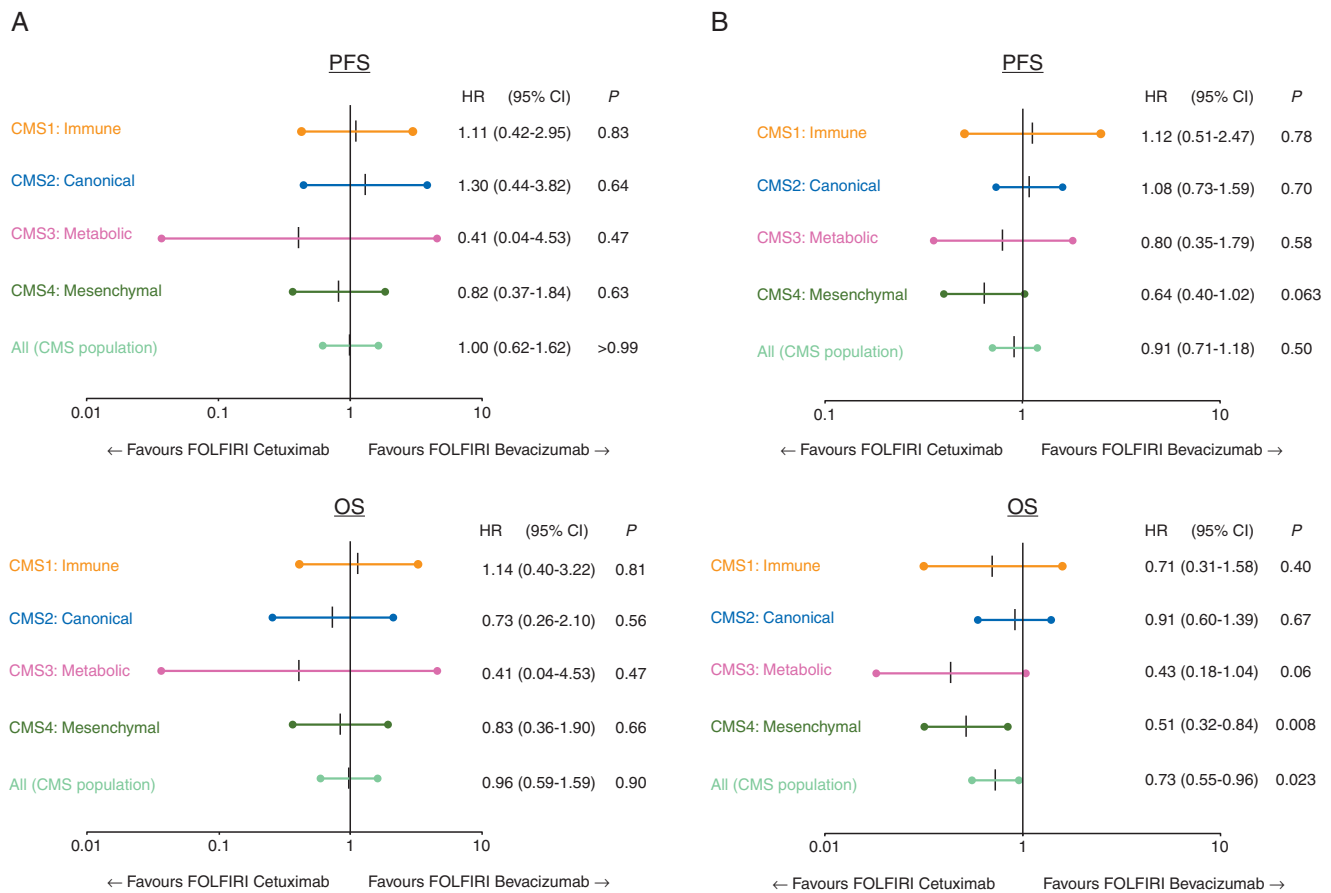 A
PFS
HR (95% CI) P
CMS1: Immune 1.11 (0.42-2.95) 0.83
CMS2: Canonical 1.30 (0.44-3.82) 0.64
CMS3: Metabolic 0.41 (0.04-4.53) 0.47
CMS4: Mesenchymal 0.82 (0.37-1.84) 0.63
All (CMS population) 1.00 (0.62-1.62) >0.99
0.01 0.1 1 10
← Favours FOLFIRI Cetuximab Favours FOLFIRI Bevacizumab →
OS
HR (95% CI) P
CMS1: Immune 1.14 (0.40-3.22) 0.81
CMS2: Canonical 0.73 (0.26-2.10) 0.56
CMS3: Metabolic 0.41 (0.04-4.53) 0.47
CMS4: Mesenchymal 0.83 (0.36-1.90) 0.66
All (CMS population) 0.96 (0.59-1.59) 0.90
0.01 0.1 1 10
← Favours FOLFIRI Cetuximab Favours FOLFIRI Bevacizumab →
B
PFS
HR (95% CI) P
CMS1: Immune 1.12 (0.51-2.47) 0.78
CMS2: Canonical 1.08 (0.73-1.59) 0.70
CMS3: Metabolic 0.80 (0.35-1.79) 0.58
CMS4: Mesenchymal 0.64 (0.40-1.02) 0.063
All (CMS population) 0.91 (0.71-1.18) 0.50
0.1 1 10
← Favours FOLFIRI Cetuximab Favours FOLFIRI Bevacizumab →
OS
HR (95% CI) P
CMS1: Immune 0.71 (0.31-1.58) 0.40
CMS2: Canonical 0.91 (0.60-1.39) 0.67
CMS3: Metabolic 0.43 (0.18-1.04) 0.06
CMS4: Mesenchymal 0.51 (0.32-0.84) 0.008
All (CMS population) 0.73 (0.55-0.96) 0.023
0.01 1 10
← Favours FOLFIRI Cetuximab Favours FOLFIRI Bevacizumab →